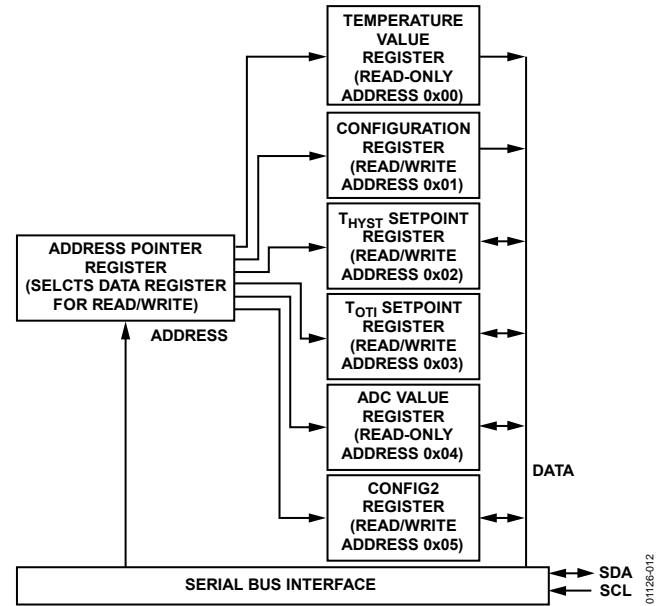 TEMPERATURE
VALUE
REGISTER
(READ-ONLY
ADDRESS 0x00)
CONFIGURATION
REGISTER
(READ/WRITE
ADDRESS 0x01)
THYST SETPOINT
REGISTER
(READ/WRITE
ADDRESS 0x02)
ADDRESS POINTER
REGISTER
(SELCTS DATA REGISTER
FOR READ/WRITE)
ADDRESS
TOTI SETPOINT
REGISTER
(READ/WRITE
ADDRESS 0x03)
ADC VALUE
REGISTER
(READ-ONLY
ADDRESS 0x04)
DATA
CONFIG2
REGISTER
(READ/WRITE
ADDRESS 0x05)
SERIAL BUS INTERFACE
SDA
SCL
01126-012